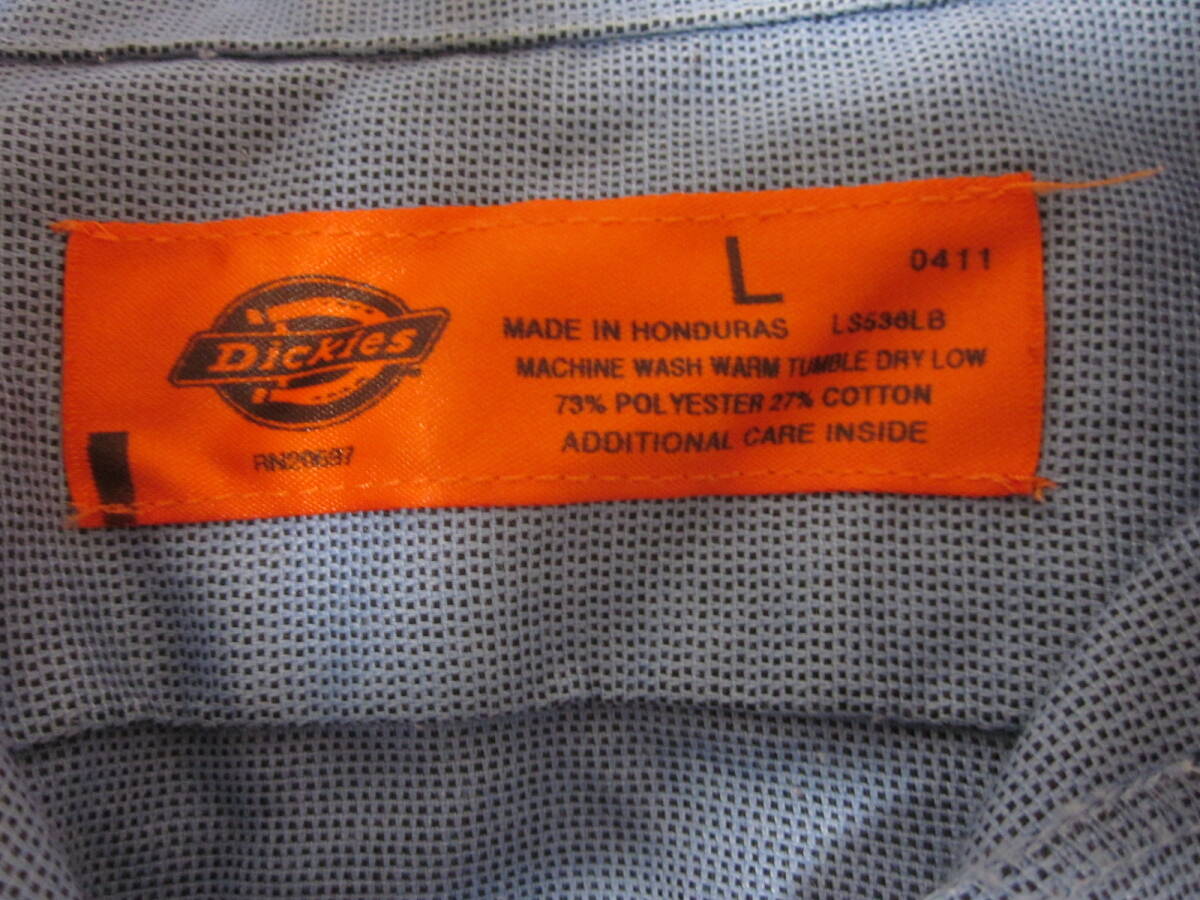 L 0411
Dickies
MADE IN HONDURAS LS536LB
MACHINE WASH WARM TUMBLE DRY LOW
73% POLYESTER 27% COTTON
ADDITIONAL CARE INSIDE
RN20697